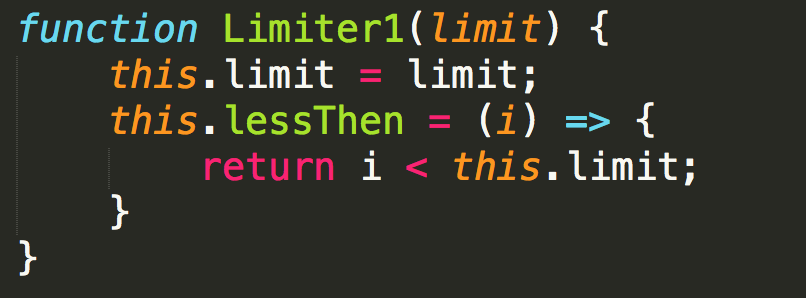 function Limiter1(limit) {
    this.limit = limit;
    this.lessThen = (i) => {
        return i < this.limit;
    }
}